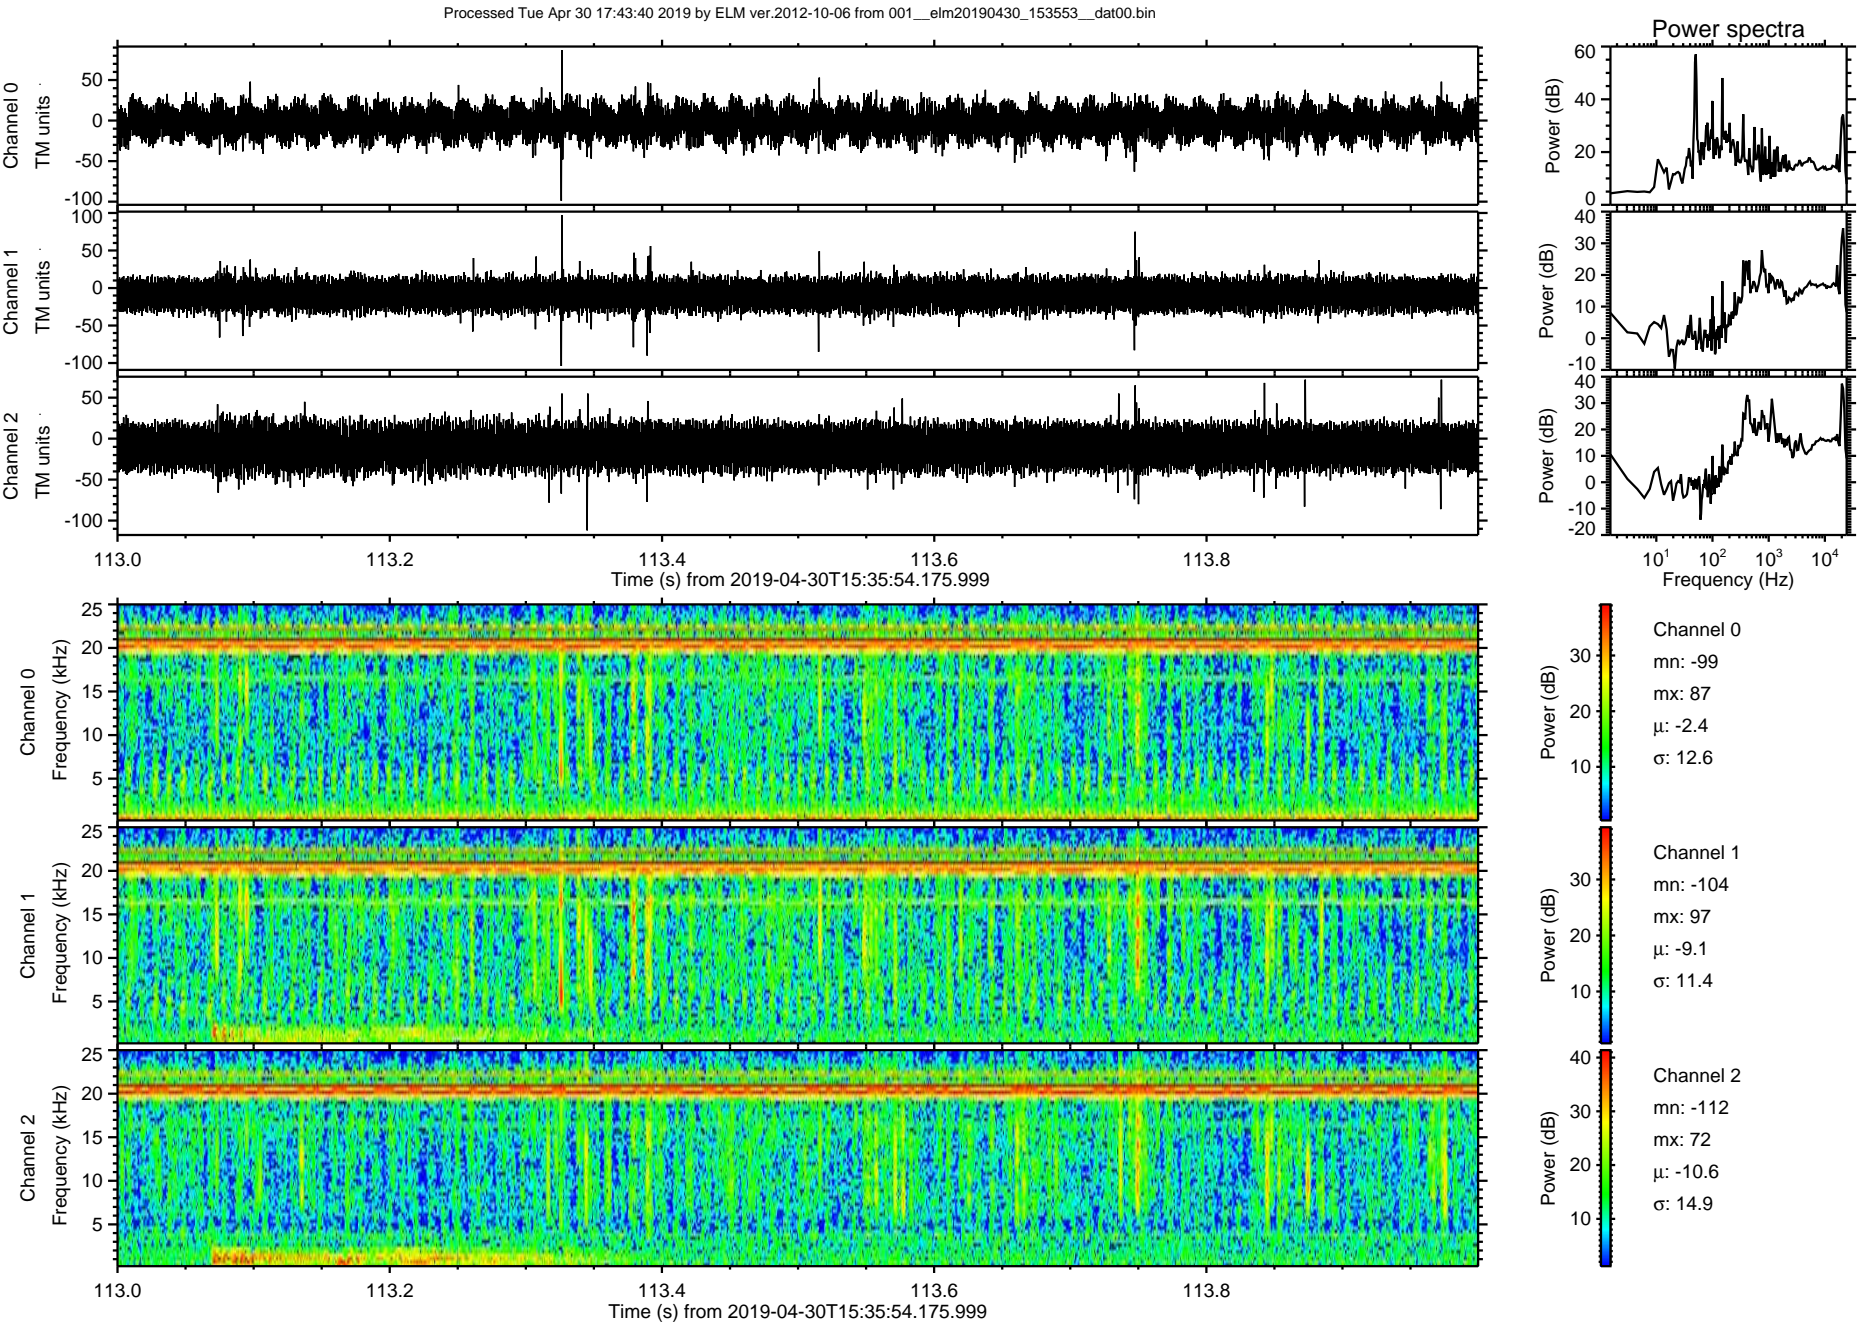 Processed Tue Apr 30 17:43:40 2019 by ELM ver.2012-10-06 from 001__elm20190430_153553__dat00.bin
Power spectra
Channel 0
TM units
50
0
-50
-100
Power (dB)
60
40
20
0
Channel 1
TM units
100
50
0
-50
-100
Power (dB)
40
30
20
10
0
-10
Channel 2
TM units
50
0
-50
-100
Power (dB)
40
30
20
10
0
-10
-20
113.0 113.2 113.4 113.6 113.8
Time (s) from 2019-04-30T15:35:54.175.999
10¹ 10² 10³ 10⁴
Frequency (Hz)
Channel 0
Frequency (kHz)
25
20
15
10
5
Power (dB)
30
20
10
Channel 0
mn: -99
mx: 87
μ: -2.4
σ: 12.6
Channel 1
Frequency (kHz)
25
20
15
10
5
Power (dB)
30
20
10
Channel 1
mn: -104
mx: 97
μ: -9.1
σ: 11.4
Channel 2
Frequency (kHz)
25
20
15
10
5
Power (dB)
40
30
20
10
Channel 2
mn: -112
mx: 72
μ: -10.6
σ: 14.9
113.0 113.2 113.4 113.6 113.8
Time (s) from 2019-04-30T15:35:54.175.999